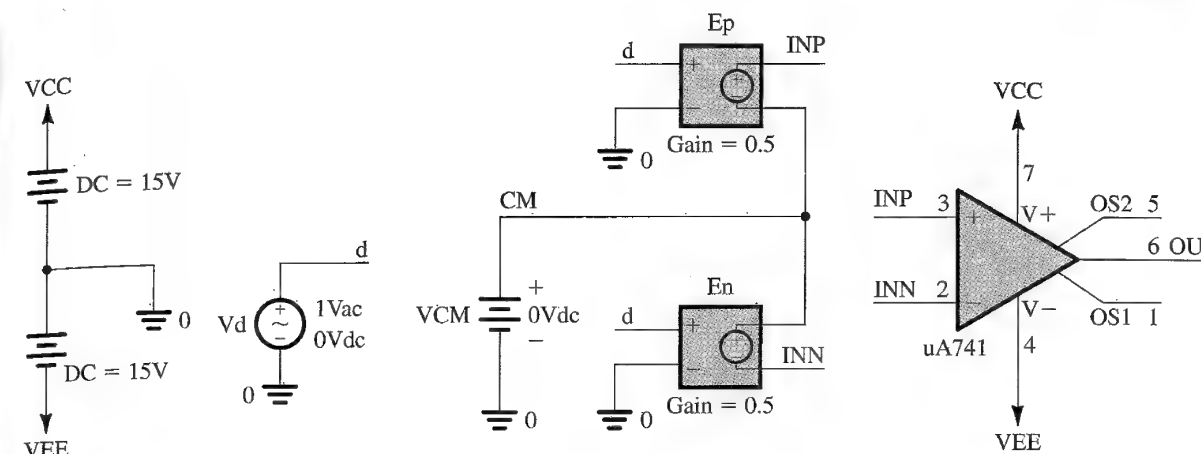 VCC
DC = 15V
0
DC = 15V
VEE
d
Vd
+
~
−
1Vac
0Vdc
0
CM
VCM
+
0Vdc
−
0
Ep
d
INP
+
−
+
−
0
Gain = 0.5
En
d
INN
+
−
0
Gain = 0.5
VCC
7
INP 3
+
V+
OS2 5
6 OU
INN 2
−
V−
OS1 1
uA741
4
VEE